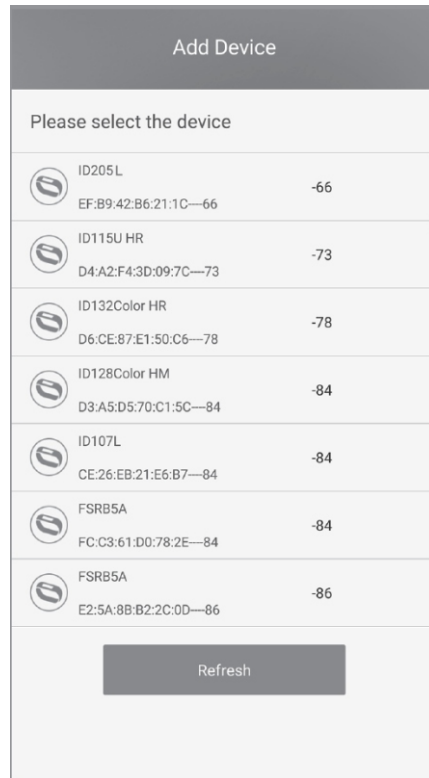 Add Device
Please select the device
ID205L
-66
EF:B9:42:B6:21:1C----66
ID115U HR
-73
D4:A2:F4:3D:09:7C----73
ID132Color HR
-78
D6:CE:87:E1:50:C6----78
ID128Color HM
-84
D3:A5:D5:70:C1:5C----84
ID107L
-84
CE:26:EB:21:E6:B7----84
FSRB5A
-84
FC:C3:61:D0:78:2E----84
FSRB5A
-86
E2:5A:8B:B2:2C:0D----86
Refresh